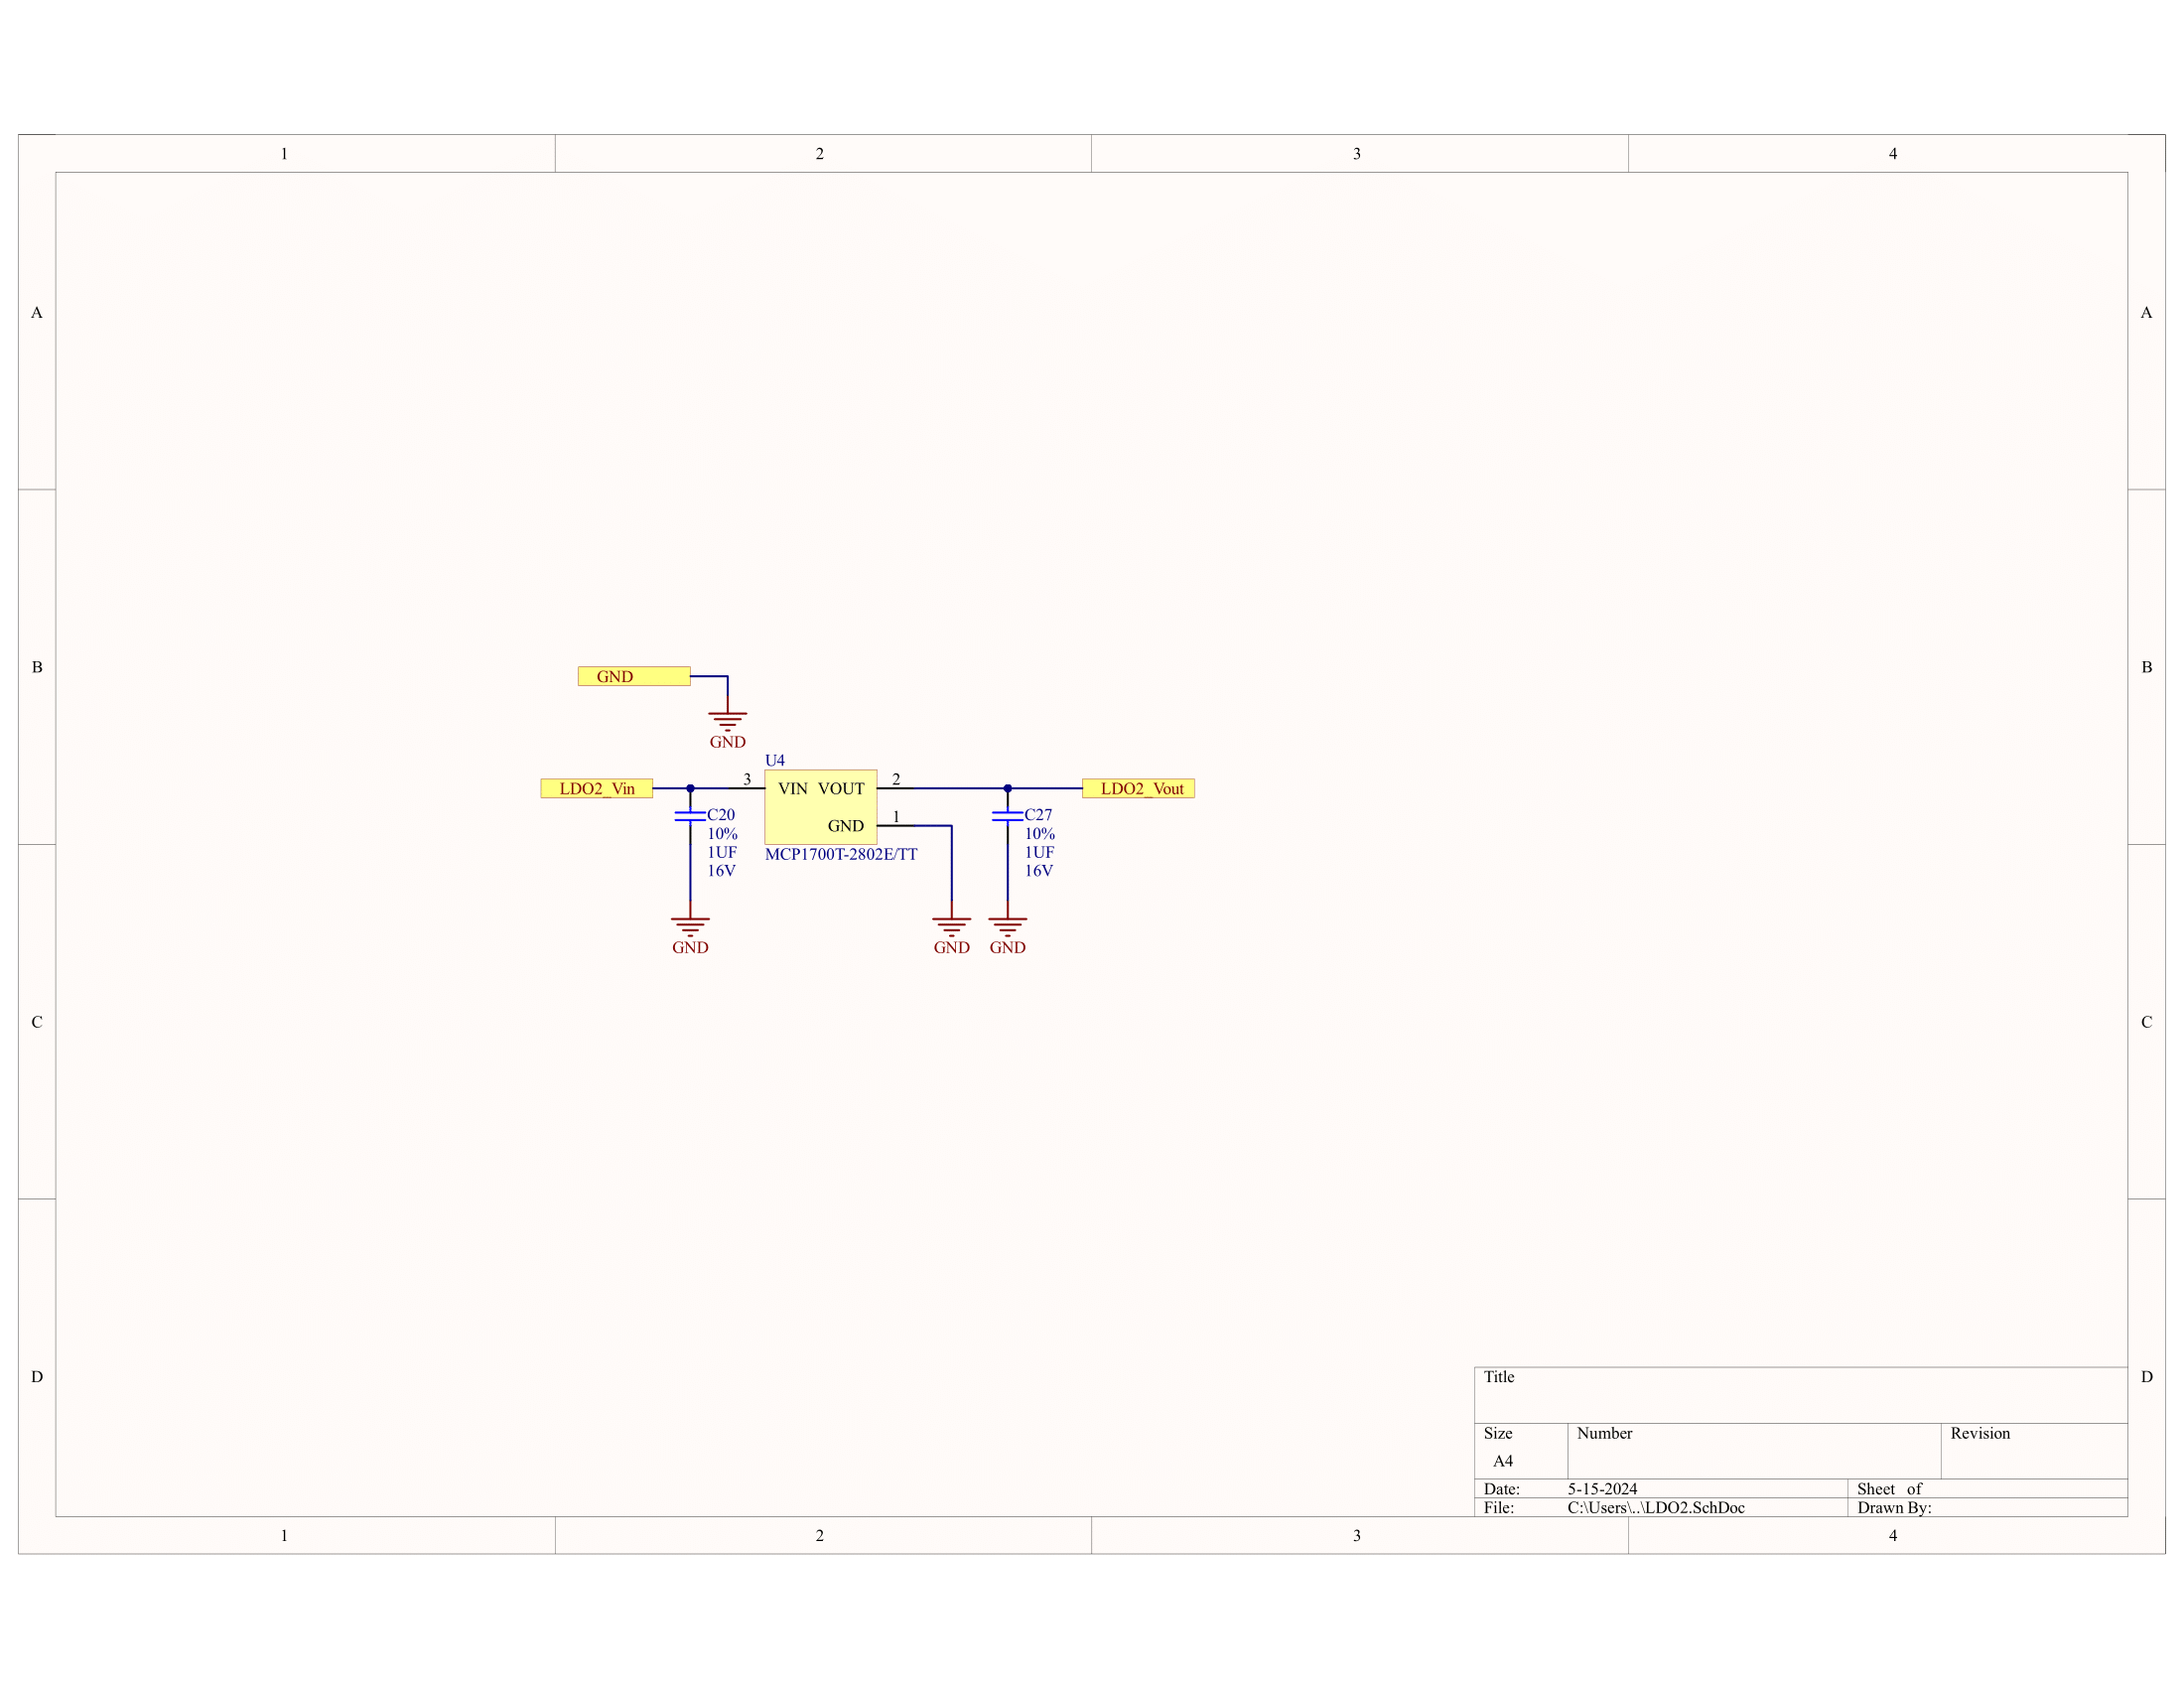 1 2 3 4
A A
B B
GND
GND
U4
LDO2_Vin 3 VIN VOUT 2 LDO2_Vout
C20 GND 1 C27
10% 10%
1UF MCP1700T-2802E/TT 1UF
16V 16V
GND GND GND
C C
D D
Title
Size Number Revision
A4
Date: 5-15-2024 Sheet of
File: C:\Users\..\LDO2.SchDoc Drawn By:
1 2 3 4